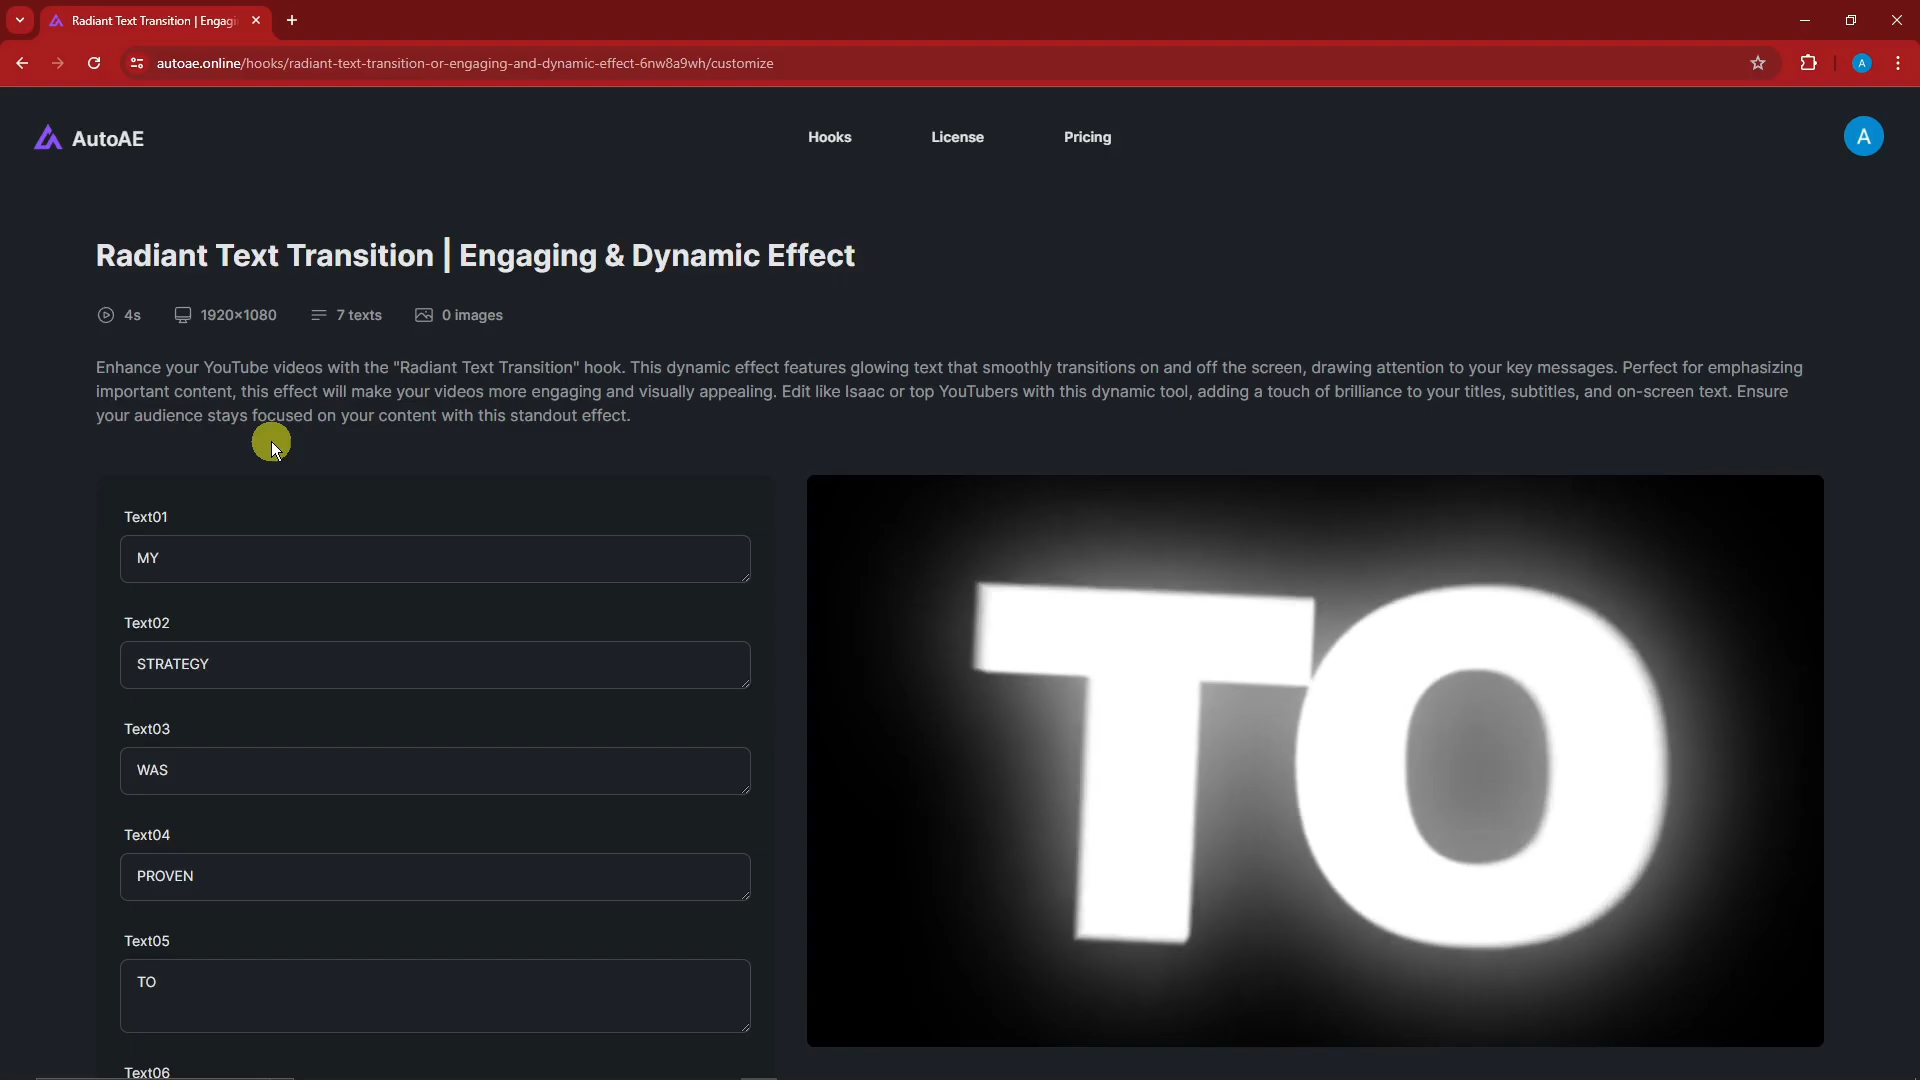 Radiant Text Transition | Engagi
autoae.online/hooks/radiant-text-transition-or-engaging-and-dynamic-effect-6nw8a9wh/customize
A
AutoAE
Hooks
License
Pricing
A
Radiant Text Transition | Engaging & Dynamic Effect
4s
1920×1080
7 texts
0 images
Enhance your YouTube videos with the "Radiant Text Transition" hook. This dynamic effect features glowing text that smoothly transitions on and off the screen, drawing attention to your key messages. Perfect for emphasizing
important content, this effect will make your videos more engaging and visually appealing. Edit like Isaac or top YouTubers with this dynamic tool, adding a touch of brilliance to your titles, subtitles, and on-screen text. Ensure
your audience stays focused on your content with this standout effect.
Text01
MY
Text02
STRATEGY
Text03
WAS
Text04
PROVEN
Text05
TO
Text06
TO